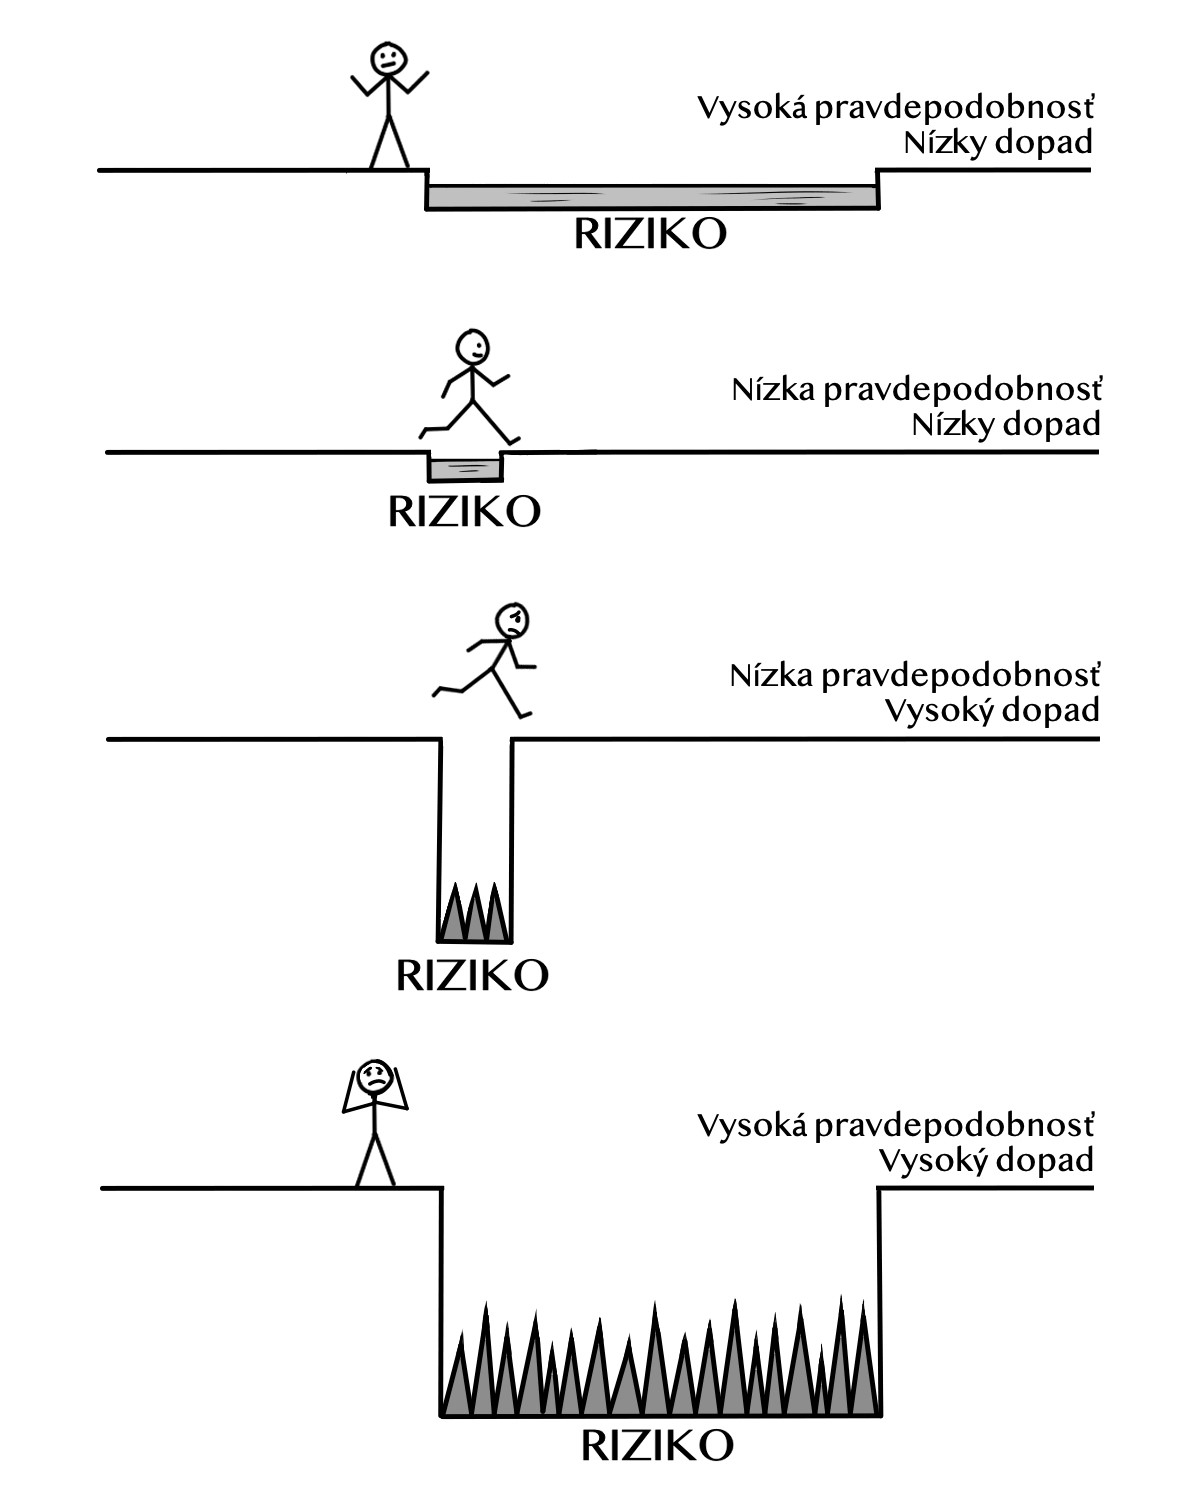 Vysoká pravdepodobnosť
Nízky dopad
RIZIKO
Nízka pravdepodobnosť
Nízky dopad
RIZIKO
Nízka pravdepodobnosť
Vysoký dopad
RIZIKO
Vysoká pravdepodobnosť
Vysoký dopad
RIZIKO